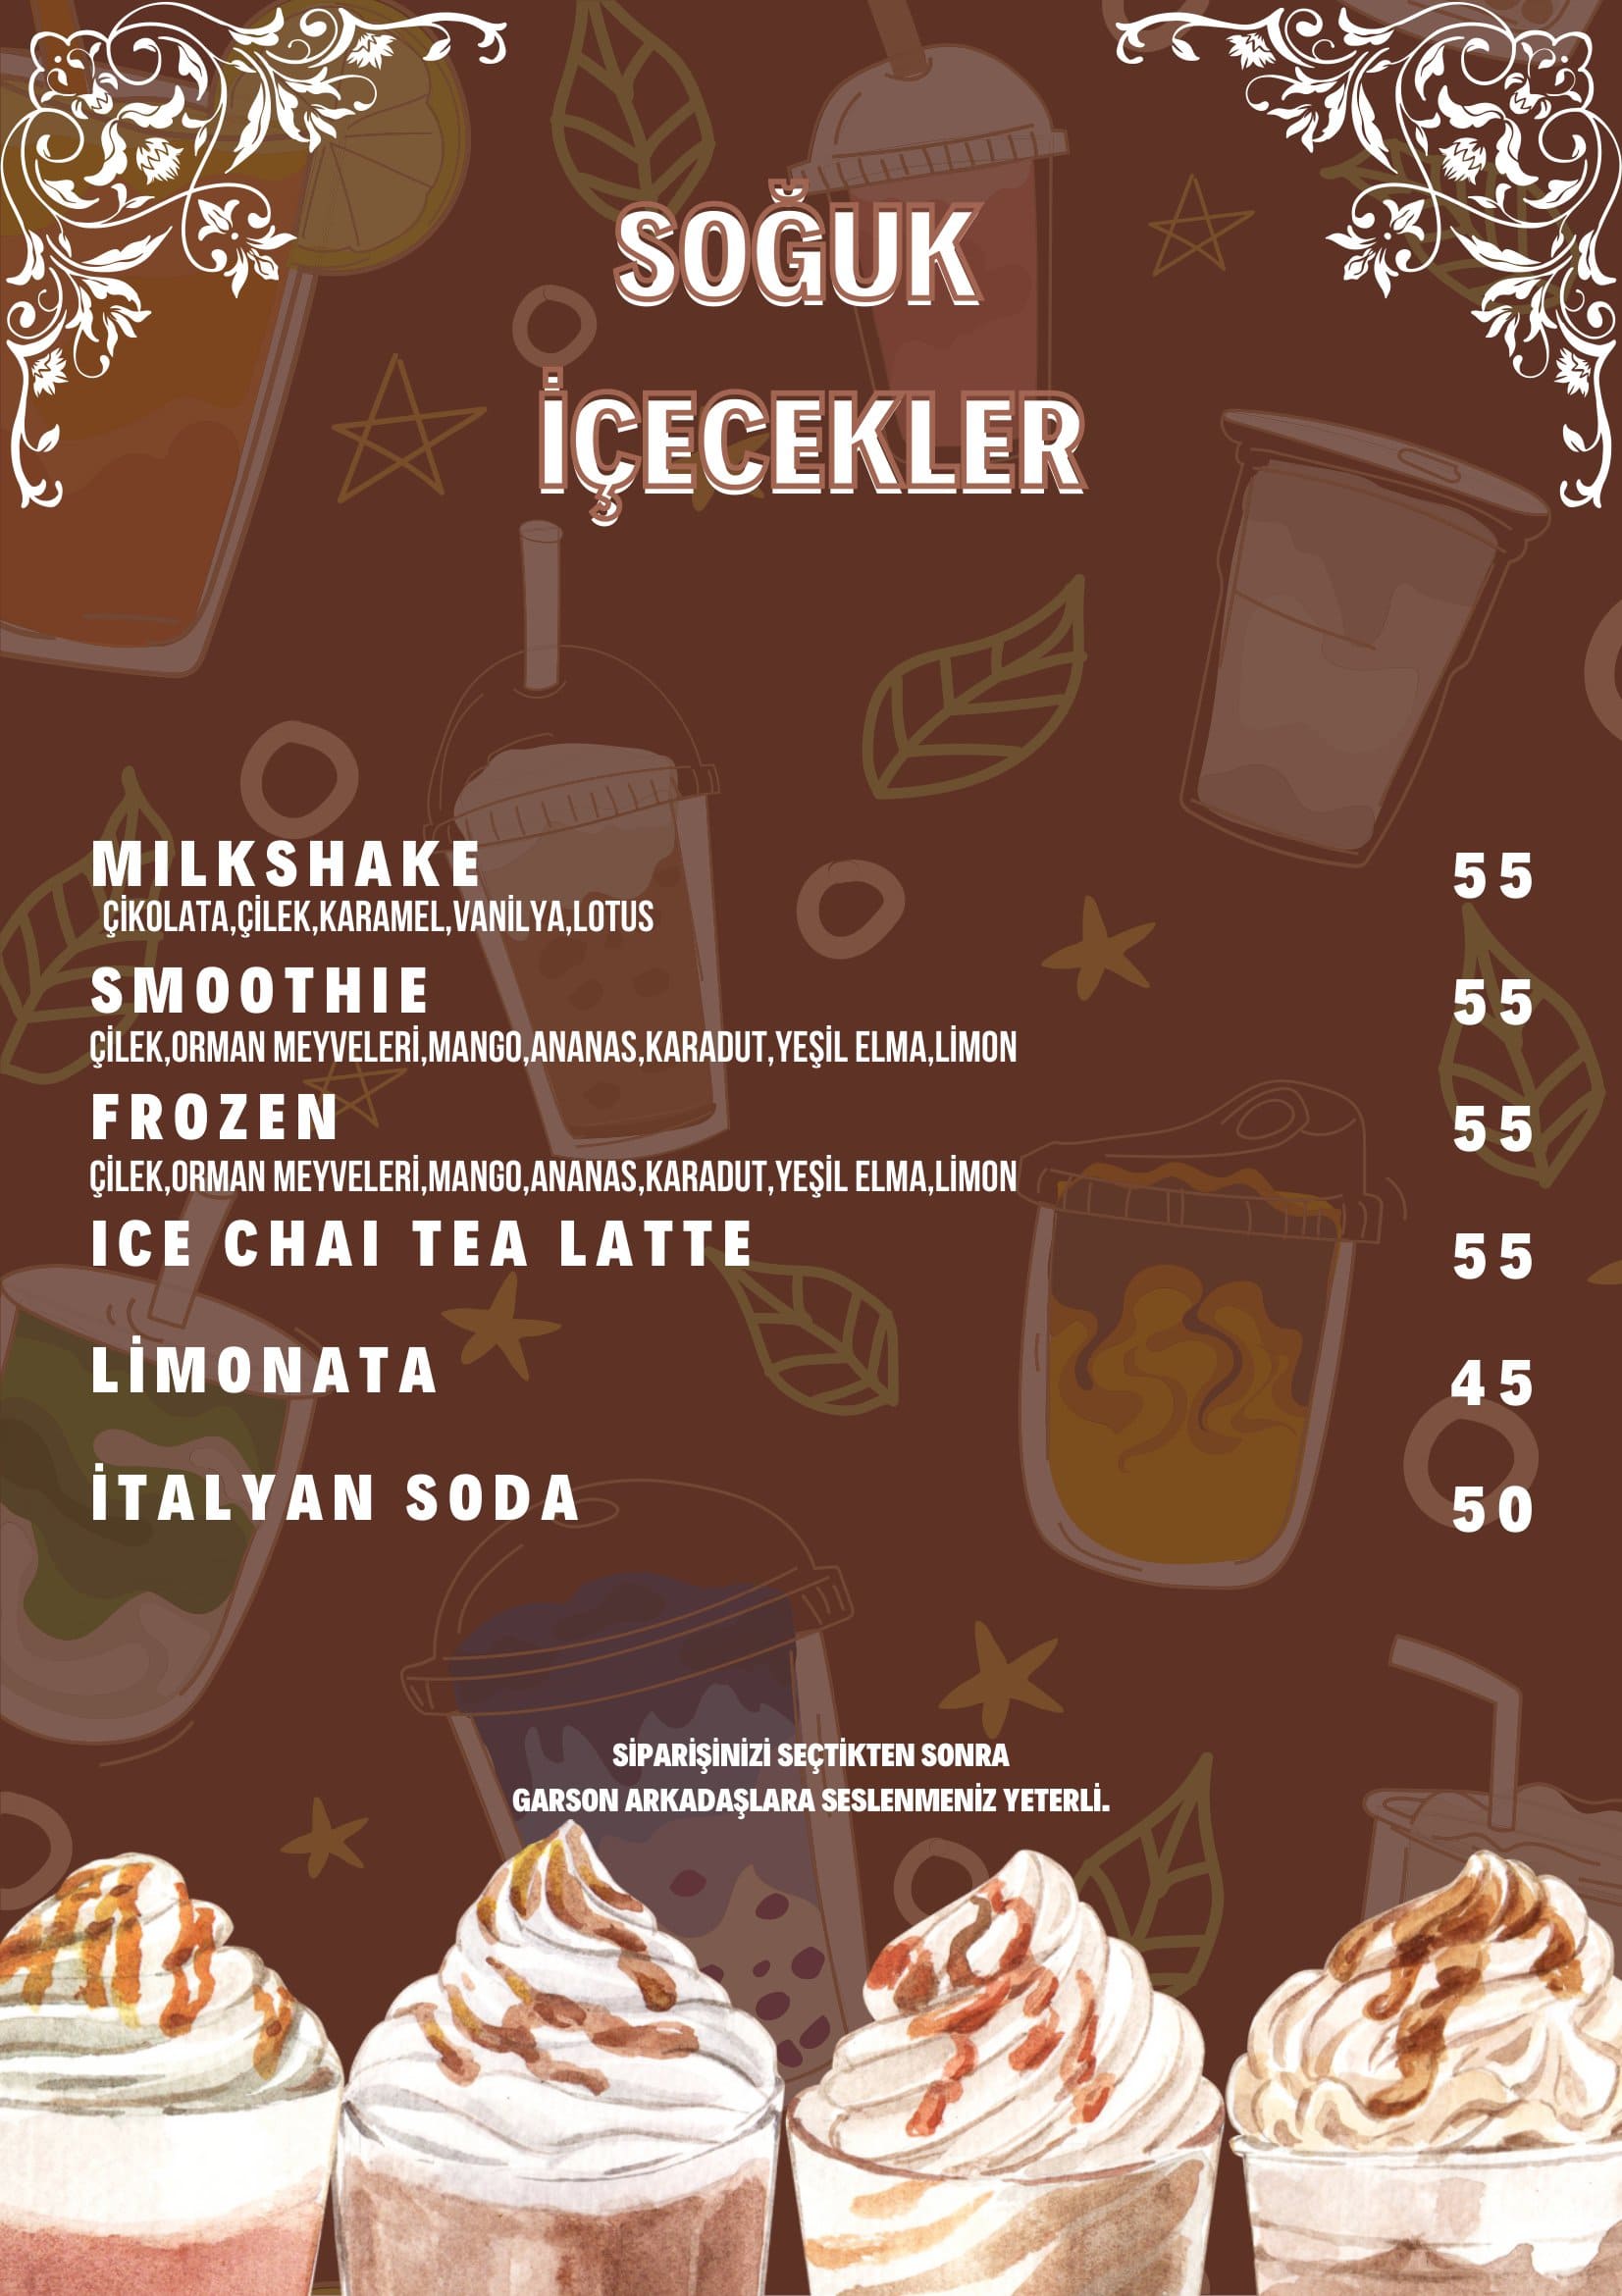 SOĞUK
İÇECEKLER
MILKSHAKE 55
ÇİKOLATA,ÇİLEK,KARAMEL,VANİLYA,LOTUS
SMOOTHIE 55
ÇİLEK,ORMAN MEYVELERİ,MANGO,ANANAS,KARADUT,YEŞİL ELMA,LİMON
FROZEN 55
ÇİLEK,ORMAN MEYVELERİ,MANGO,ANANAS,KARADUT,YEŞİL ELMA,LİMON
ICE CHAI TEA LATTE 55
LİMONATA 45
İTALYAN SODA 50
SİPARİŞİNİZİ SEÇTİKTEN SONRA
GARSON ARKADAŞLARA SESLENMENİZ YETERLİ.